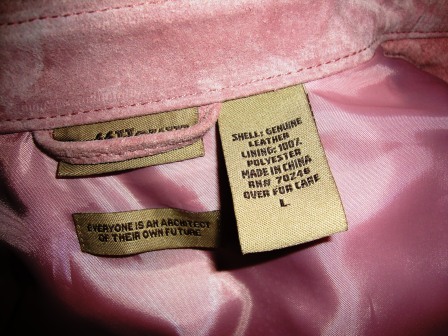 SHELL: GENUINE
LEATHER
LINING: 100%
POLYESTER
MADE IN CHINA
RN# 70246
OVER FOR CARE
L
EVERYONE IS AN ARCHITECT
OF THEIR OWN FUTURE